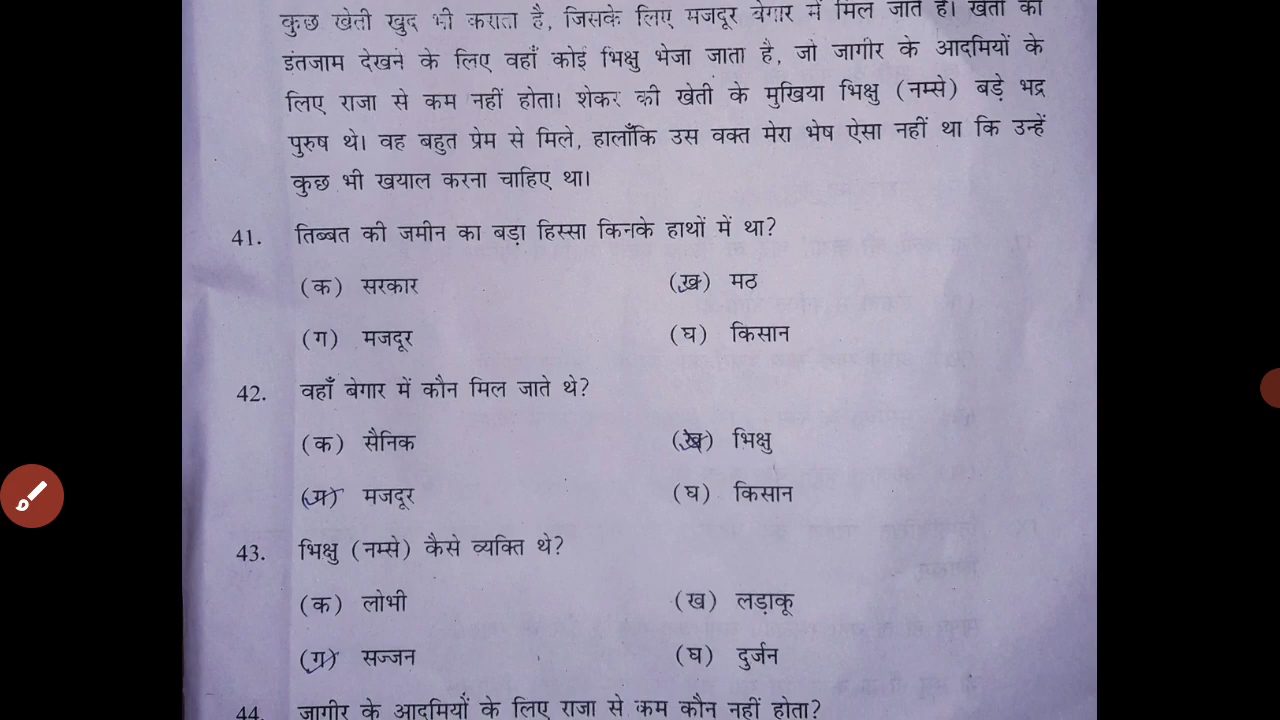 कुछ खेती खुद भी कराता है, जिसके लिए मजदूर बेगार में मिल जाते हैं। खेती का
इंतजाम देखने के लिए वहाँ कोई भिक्षु भेजा जाता है, जो जागीर के आदमियों के
लिए राजा से कम नहीं होता। शेकर की खेती के मुखिया भिक्षु (नम्से) बड़े भद्र
पुरुष थे। वह बहुत प्रेम से मिले, हालाँकि उस वक्त मेरा भेष ऐसा नहीं था कि उन्हें
कुछ भी खयाल करना चाहिए था।
41. तिब्बत की जमीन का बड़ा हिस्सा किनके हाथों में था?
(क) सरकार (ख) मठ
(ग) मजदूर (घ) किसान
42. वहाँ बेगार में कौन मिल जाते थे?
(क) सैनिक (ख) भिक्षु
(ग) मजदूर (घ) किसान
43. भिक्षु (नम्से) कैसे व्यक्ति थे?
(क) लोभी (ख) लड़ाकू
(ग) सज्जन (घ) दुर्जन
44. जागीर के आदमियों के लिए राजा से कम कौन नहीं होता?